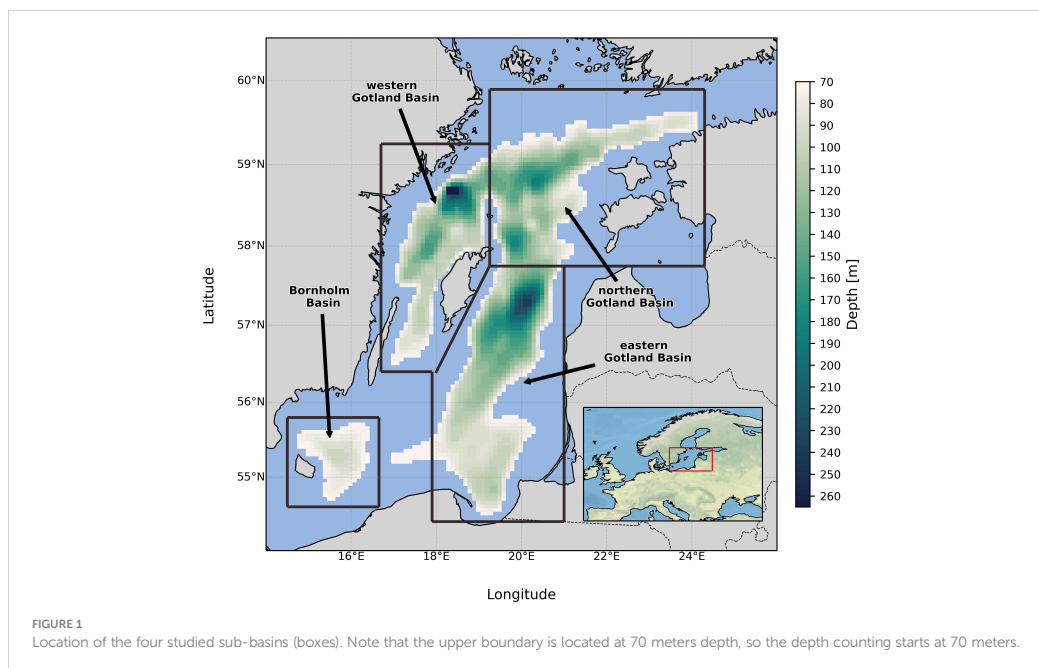 60°N
59°N
58°N
57°N
56°N
55°N
Latitude
western
Gotland Basin
Bornholm
Basin
northern
Gotland Basin
eastern
Gotland Basin
16°E
18°E
20°E
22°E
24°E
Longitude
70
80
90
100
110
120
130
140
150
160
170
180
190
200
210
220
230
240
250
260
Depth [m]
FIGURE 1
Location of the four studied sub-basins (boxes). Note that the upper boundary is located at 70 meters depth, so the depth counting starts at 70 meters.